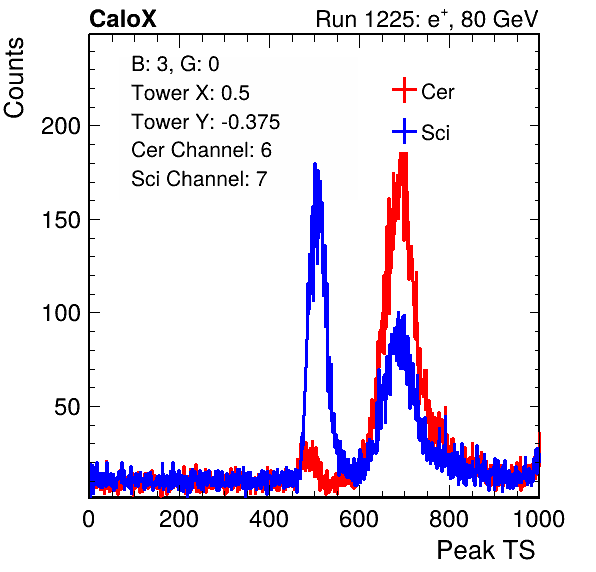 CaloX
Run 1225: e+, 80 GeV
Counts
B: 3, G: 0
Tower X: 0.5
Tower Y: -0.375
Cer Channel: 6
Sci Channel: 7
Cer
Sci
200
150
100
50
0 200 400 600 800 1000
Peak TS